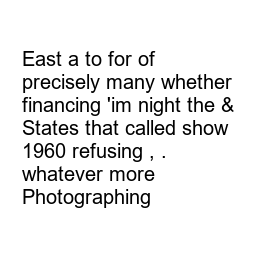 East a to for of
precisely many whether
financing 'im night the &
States that called show
1960 refusing , .
whatever more
Photographing